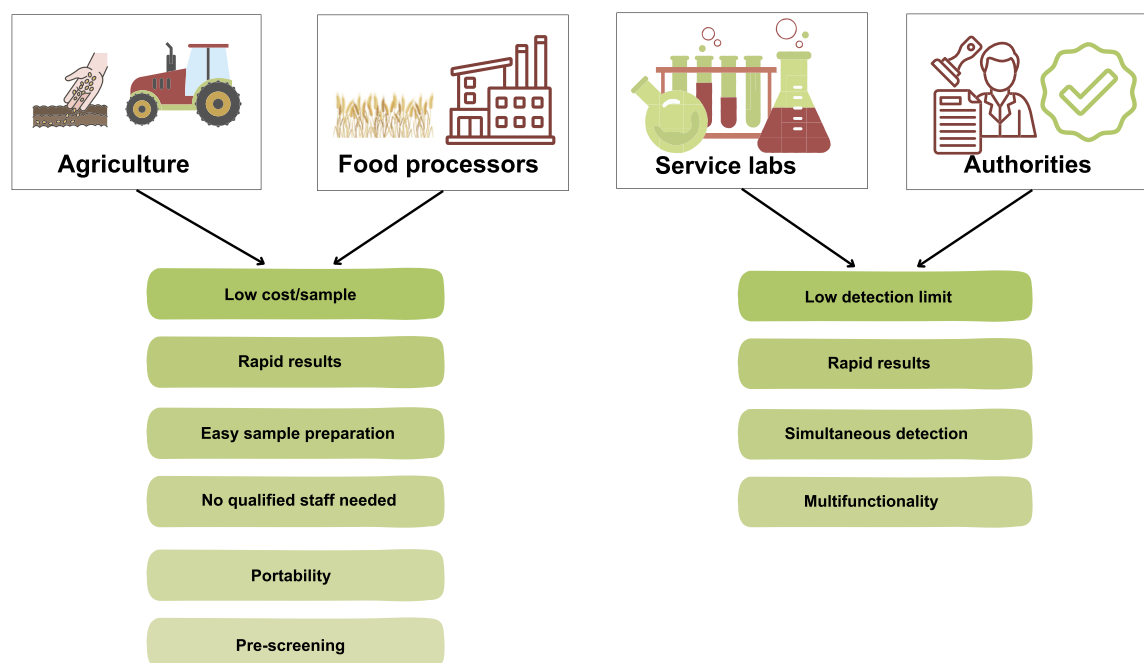 Agriculture
Food processors
Service labs
Authorities
Low cost/sample
Rapid results
Easy sample preparation
No qualified staff needed
Portability
Pre-screening
Low detection limit
Rapid results
Simultaneous detection
Multifunctionality